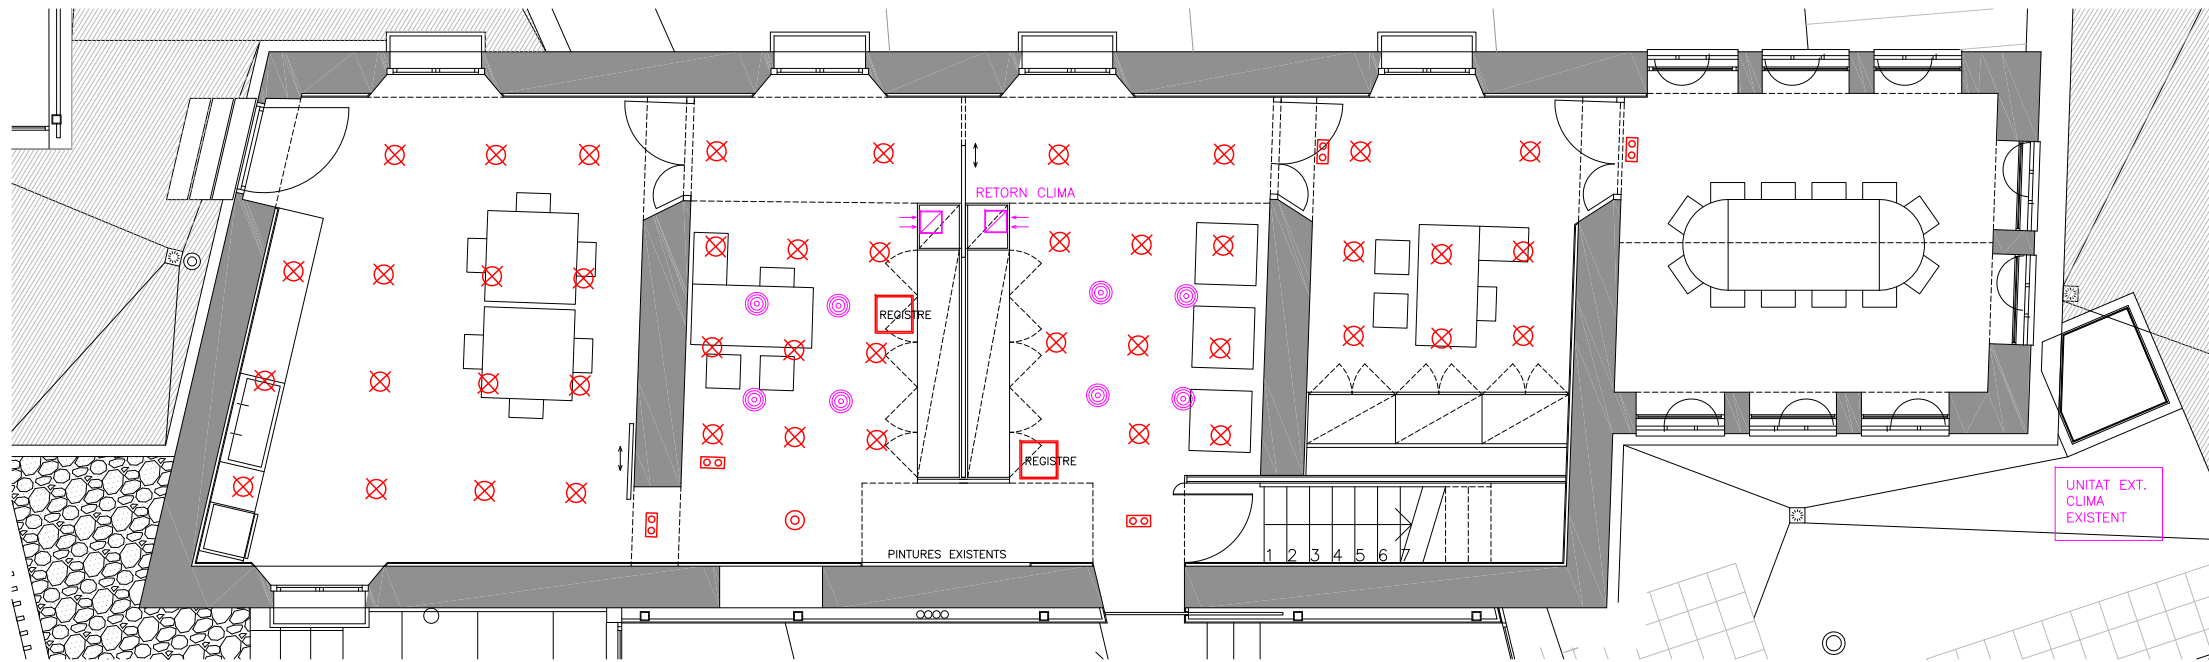 RETORN CLIMA
REGISTRE
REGISTRE
UNITAT EXT.
CLIMA
EXISTENT
PINTURES EXISTENTS
1 2 3 4 5 6 7